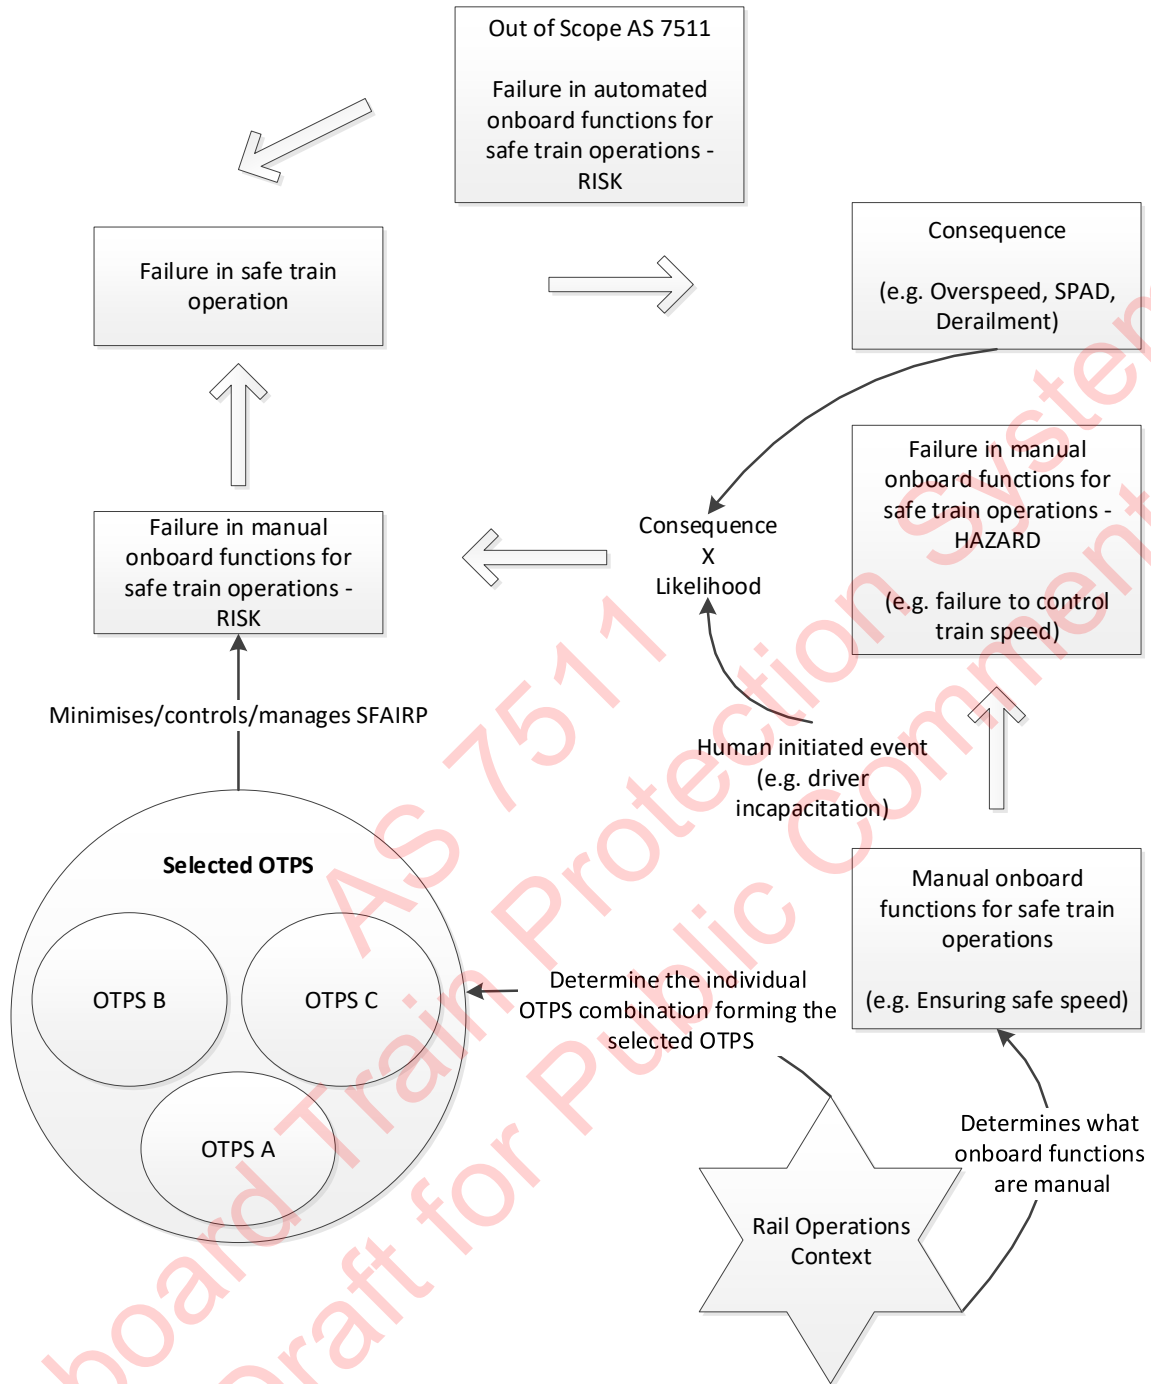 Out of Scope AS 7511
Failure in automated
onboard functions for
safe train operations -
RISK
Failure in safe train
operation
Consequence
(e.g. Overspeed, SPAD,
Derailment)
Failure in manual
onboard functions for
safe train operations -
HAZARD
(e.g. failure to control
train speed)
Consequence
X
Likelihood
Failure in manual
onboard functions for
safe train operations -
RISK
Minimises/controls/manages SFAIRP
Human initiated event
(e.g. driver
incapacitation)
Selected OTPS
OTPS B
OTPS C
OTPS A
Determine the individual
OTPS combination forming the
selected OTPS
Manual onboard
functions for safe train
operations
(e.g. Ensuring safe speed)
Determines what
onboard functions
are manual
Rail Operations
Context
AS 7511
board Train Protection System
Draft for Public Comment